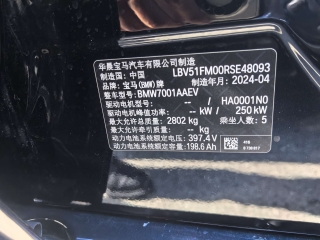 华晨宝马汽车有限公司制造
制造国: 中国 LBV51FM00RSE48093
品牌: 宝马(BMW)牌 制造年月: 2024-04
整车型号: BMW7001AAEV
驱动电机型号: -- / HA0001N0
驱动电机峰值功率: -- kW / 250 kW
最大允许总质量: 2802 kg 乘坐人数: 5
最大允许牵引质量: -- kg
动力电池系统额定电压: 397.4V
动力电池系统额定容量: 198.6Ah